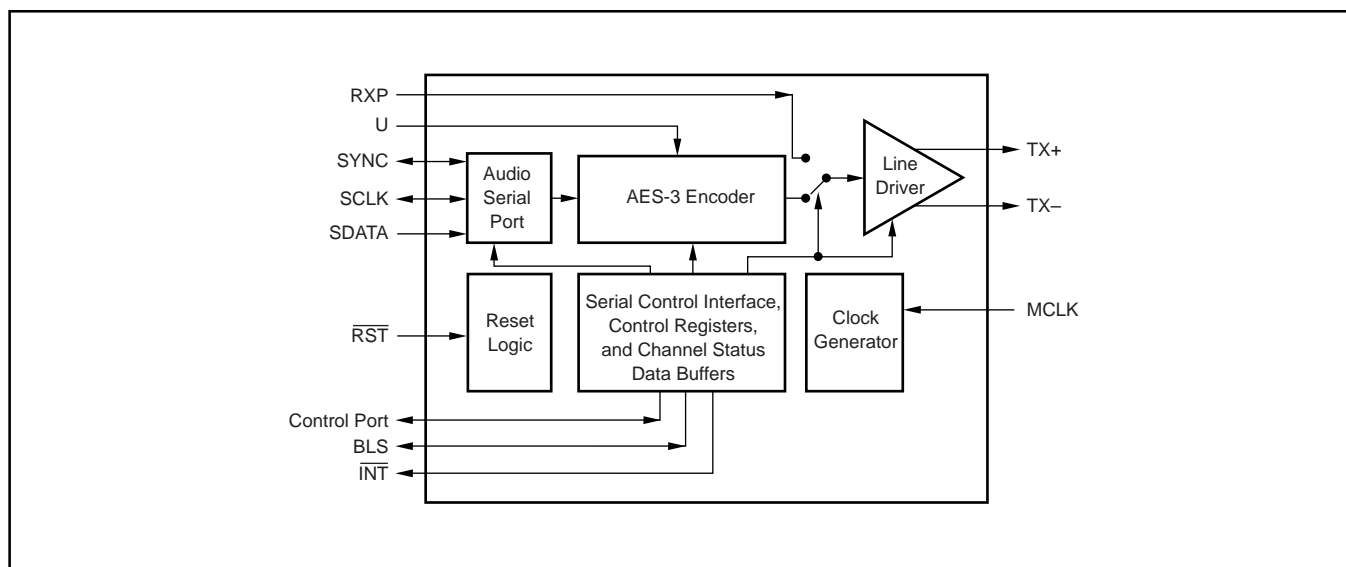 RXP
U
SYNC
SCLK
SDATA
Audio
Serial
Port
AES-3 Encoder
Line
Driver
TX+
TX–
RST
Reset
Logic
Serial Control Interface,
Control Registers,
and Channel Status
Data Buffers
Clock
Generator
MCLK
Control Port
BLS
INT